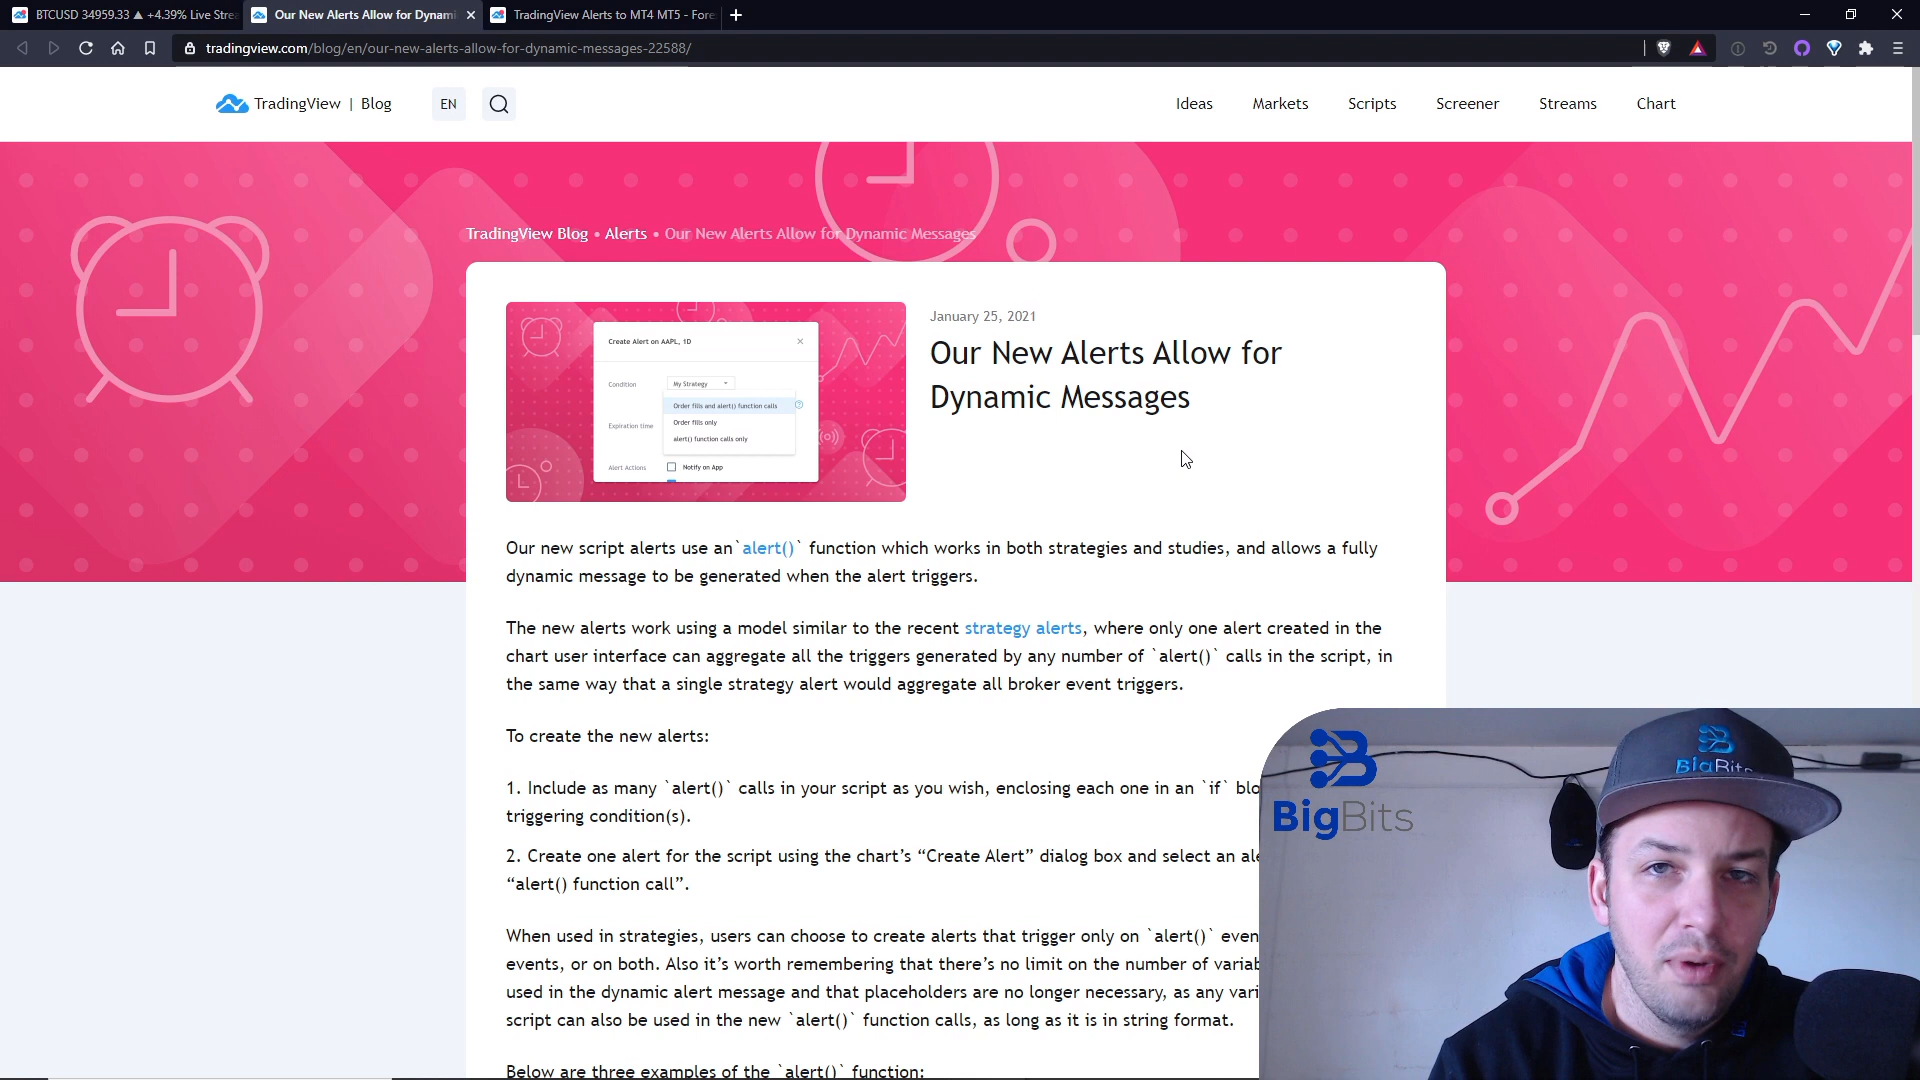 BTCUSD 34959.33 ▲ +4.39% Live Strea
Our New Alerts Allow for Dynami
TradingView Alerts to MT4 MT5 - Fore
tradingview.com/blog/en/our-new-alerts-allow-for-dynamic-messages-22588/
TradingView | Blog
EN
Ideas
Markets
Scripts
Screener
Streams
Chart
TradingView Blog • Alerts • Our New Alerts Allow for Dynamic Messages
Create Alert on AAPL, 1D
Condition
My Strategy
Order fills and alert() function calls
Order fills only
Expiration time
alert() function calls only
Alert Actions
Notify on App
January 25, 2021
Our New Alerts Allow for
Dynamic Messages
Our new script alerts use an`alert()` function which works in both strategies and studies, and allows a fully
dynamic message to be generated when the alert triggers.
The new alerts work using a model similar to the recent strategy alerts, where only one alert created in the
chart user interface can aggregate all the triggers generated by any number of `alert()` calls in the script, in
the same way that a single strategy alert would aggregate all broker event triggers.
To create the new alerts:
1. Include as many `alert()` calls in your script as you wish, enclosing each one in an `if` blo
triggering condition(s).
2. Create one alert for the script using the chart’s “Create Alert” dialog box and select an ale
“alert() function call”.
When used in strategies, users can choose to create alerts that trigger only on `alert()` even
events, or on both. Also it’s worth remembering that there’s no limit on the number of variab
used in the dynamic alert message and that placeholders are no longer necessary, as any vari
script can also be used in the new `alert()` function calls, as long as it is in string format.
Below are three examples of the `alert()` function:
BigBits
BigBits